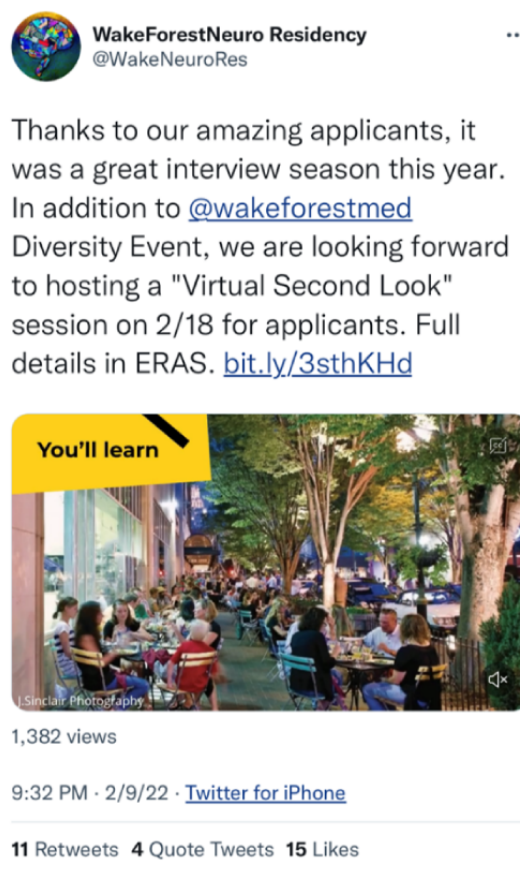 WakeForestNeuro Residency
@WakeNeuroRes
Thanks to our amazing applicants, it
was a great interview season this year.
In addition to @wakeforestmed
Diversity Event, we are looking forward
to hosting a "Virtual Second Look"
session on 2/18 for applicants. Full
details in ERAS. bit.ly/3sthKHd
You'll learn
J.Sinclair Photography
1,382 views
9:32 PM · 2/9/22 · Twitter for iPhone
11 Retweets 4 Quote Tweets 15 Likes